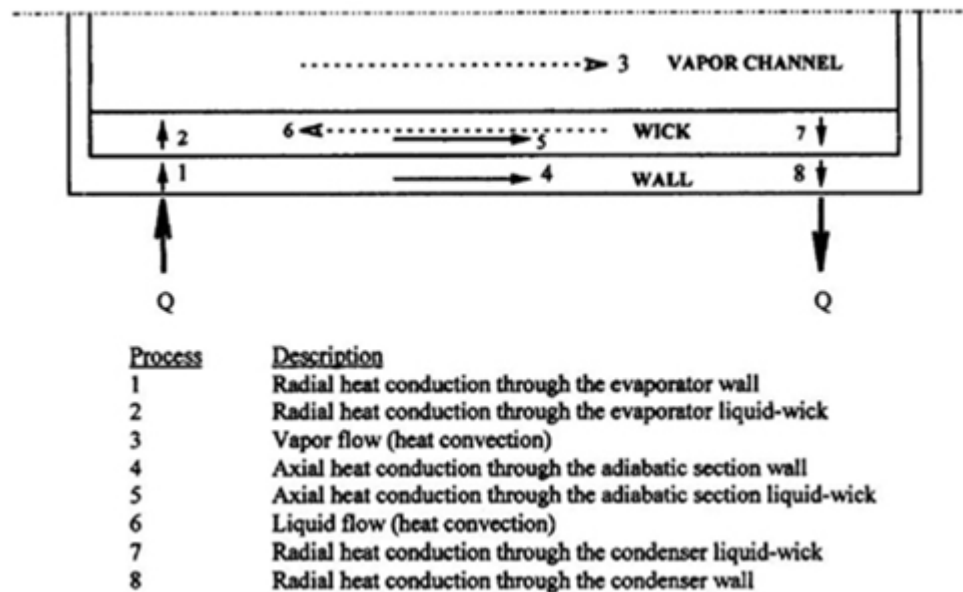 3 VAPOR CHANNEL
2 6 5 WICK 7
1 4 WALL 8
Q Q
Process Description
1 Radial heat conduction through the evaporator wall
2 Radial heat conduction through the evaporator liquid-wick
3 Vapor flow (heat convection)
4 Axial heat conduction through the adiabatic section wall
5 Axial heat conduction through the adiabatic section liquid-wick
6 Liquid flow (heat convection)
7 Radial heat conduction through the condenser liquid-wick
8 Radial heat conduction through the condenser wall